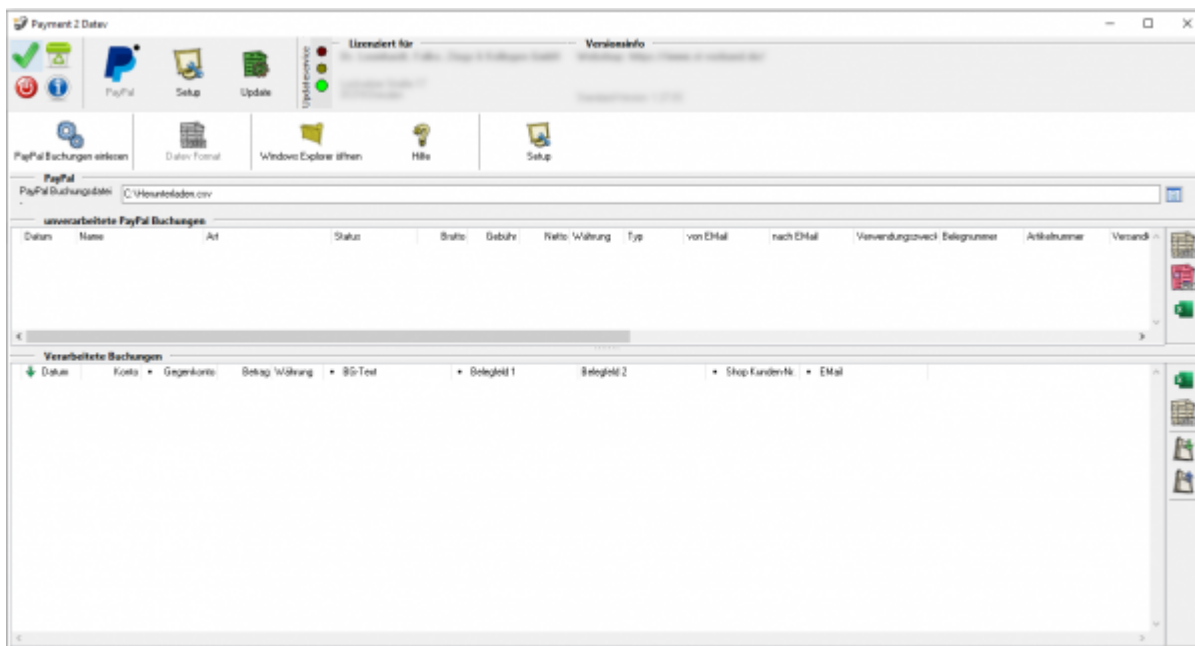 Payment 2 Datev
Lizenziert für
Versionsinfo
PayPal
Setup
Update
Updateservice
PayPal Buchungen einlesen
Datev Format
Windows Explorer öffnen
Hilfe
Setup
PayPal
PayPal Buchungsdatei C:\Herunterladen.csv
unverarbeitete PayPal Buchungen
Datum Name Art Status Brutto Gebühr Netto Währung Typ von EMail nach EMail Verwendungszweck Belegnummer Artikelnummer
Verarbeitete Buchungen
Datum Konto Gegenkonto Betrag Währung BG-Text Belegfeld 1 Belegfeld 2 Shop Kunden-Nr. EMail